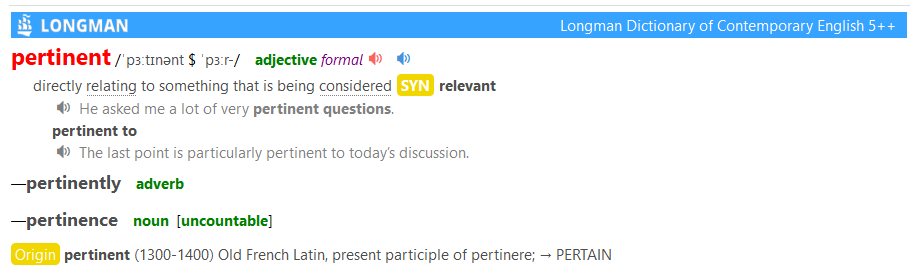 LONGMAN Longman Dictionary of Contemporary English 5++
pertinent /ˈpɜːtɪnənt $ ˈpɜːr-/ adjective formal
directly relating to something that is being considered SYN relevant
He asked me a lot of very pertinent questions.
pertinent to
The last point is particularly pertinent to today’s discussion.
—pertinently adverb
—pertinence noun [uncountable]
Origin pertinent (1300-1400) Old French Latin, present participle of pertinere; → PERTAIN